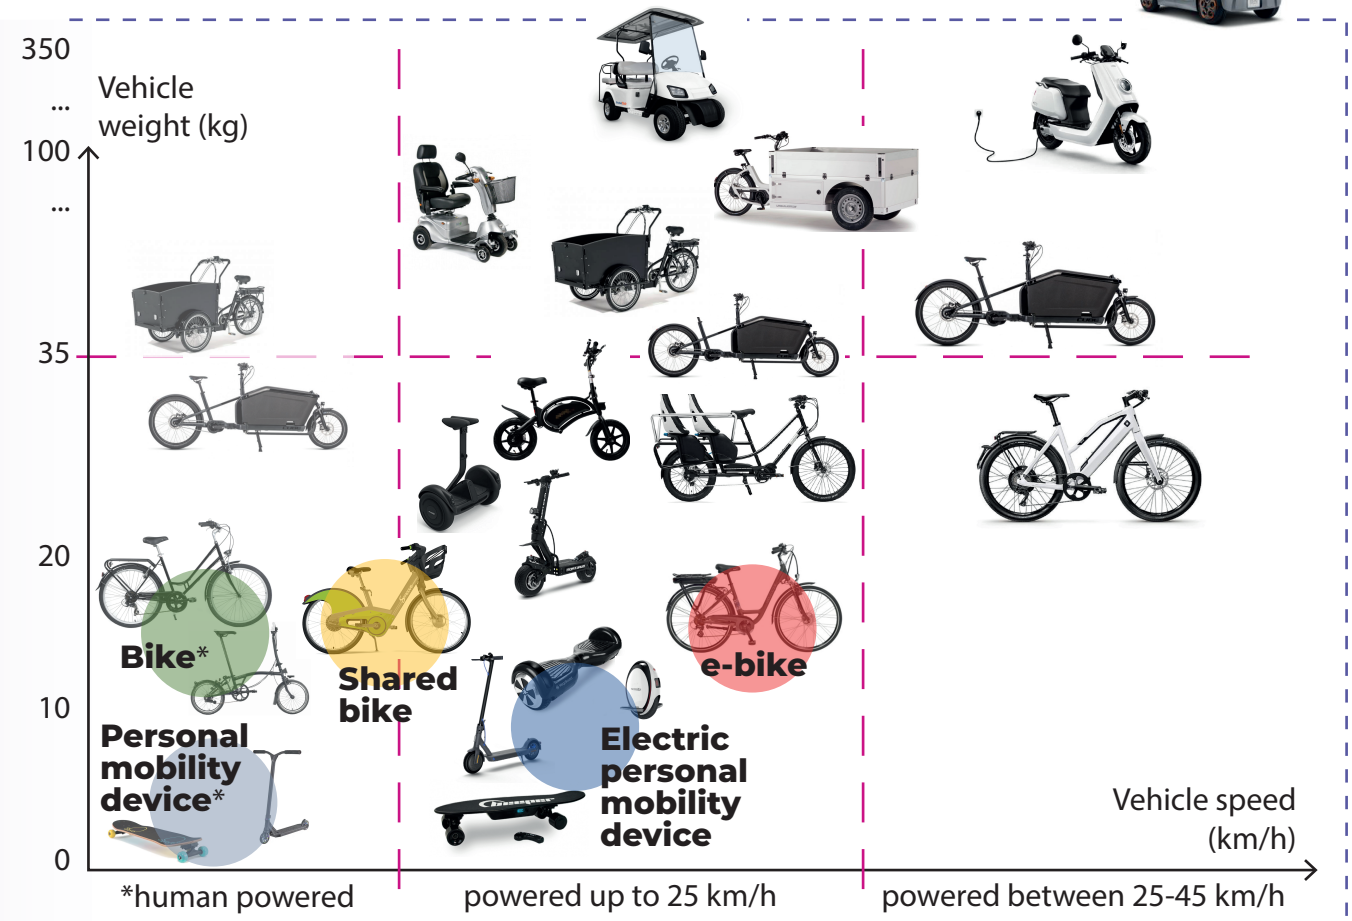 350
...
Vehicle
weight (kg)
100
...
35
20
10
0
Bike*
Shared
bike
e-bike
Personal
mobility
device*
Electric
personal
mobility
device
Vehicle speed
(km/h)
*human powered
powered up to 25 km/h
powered between 25-45 km/h